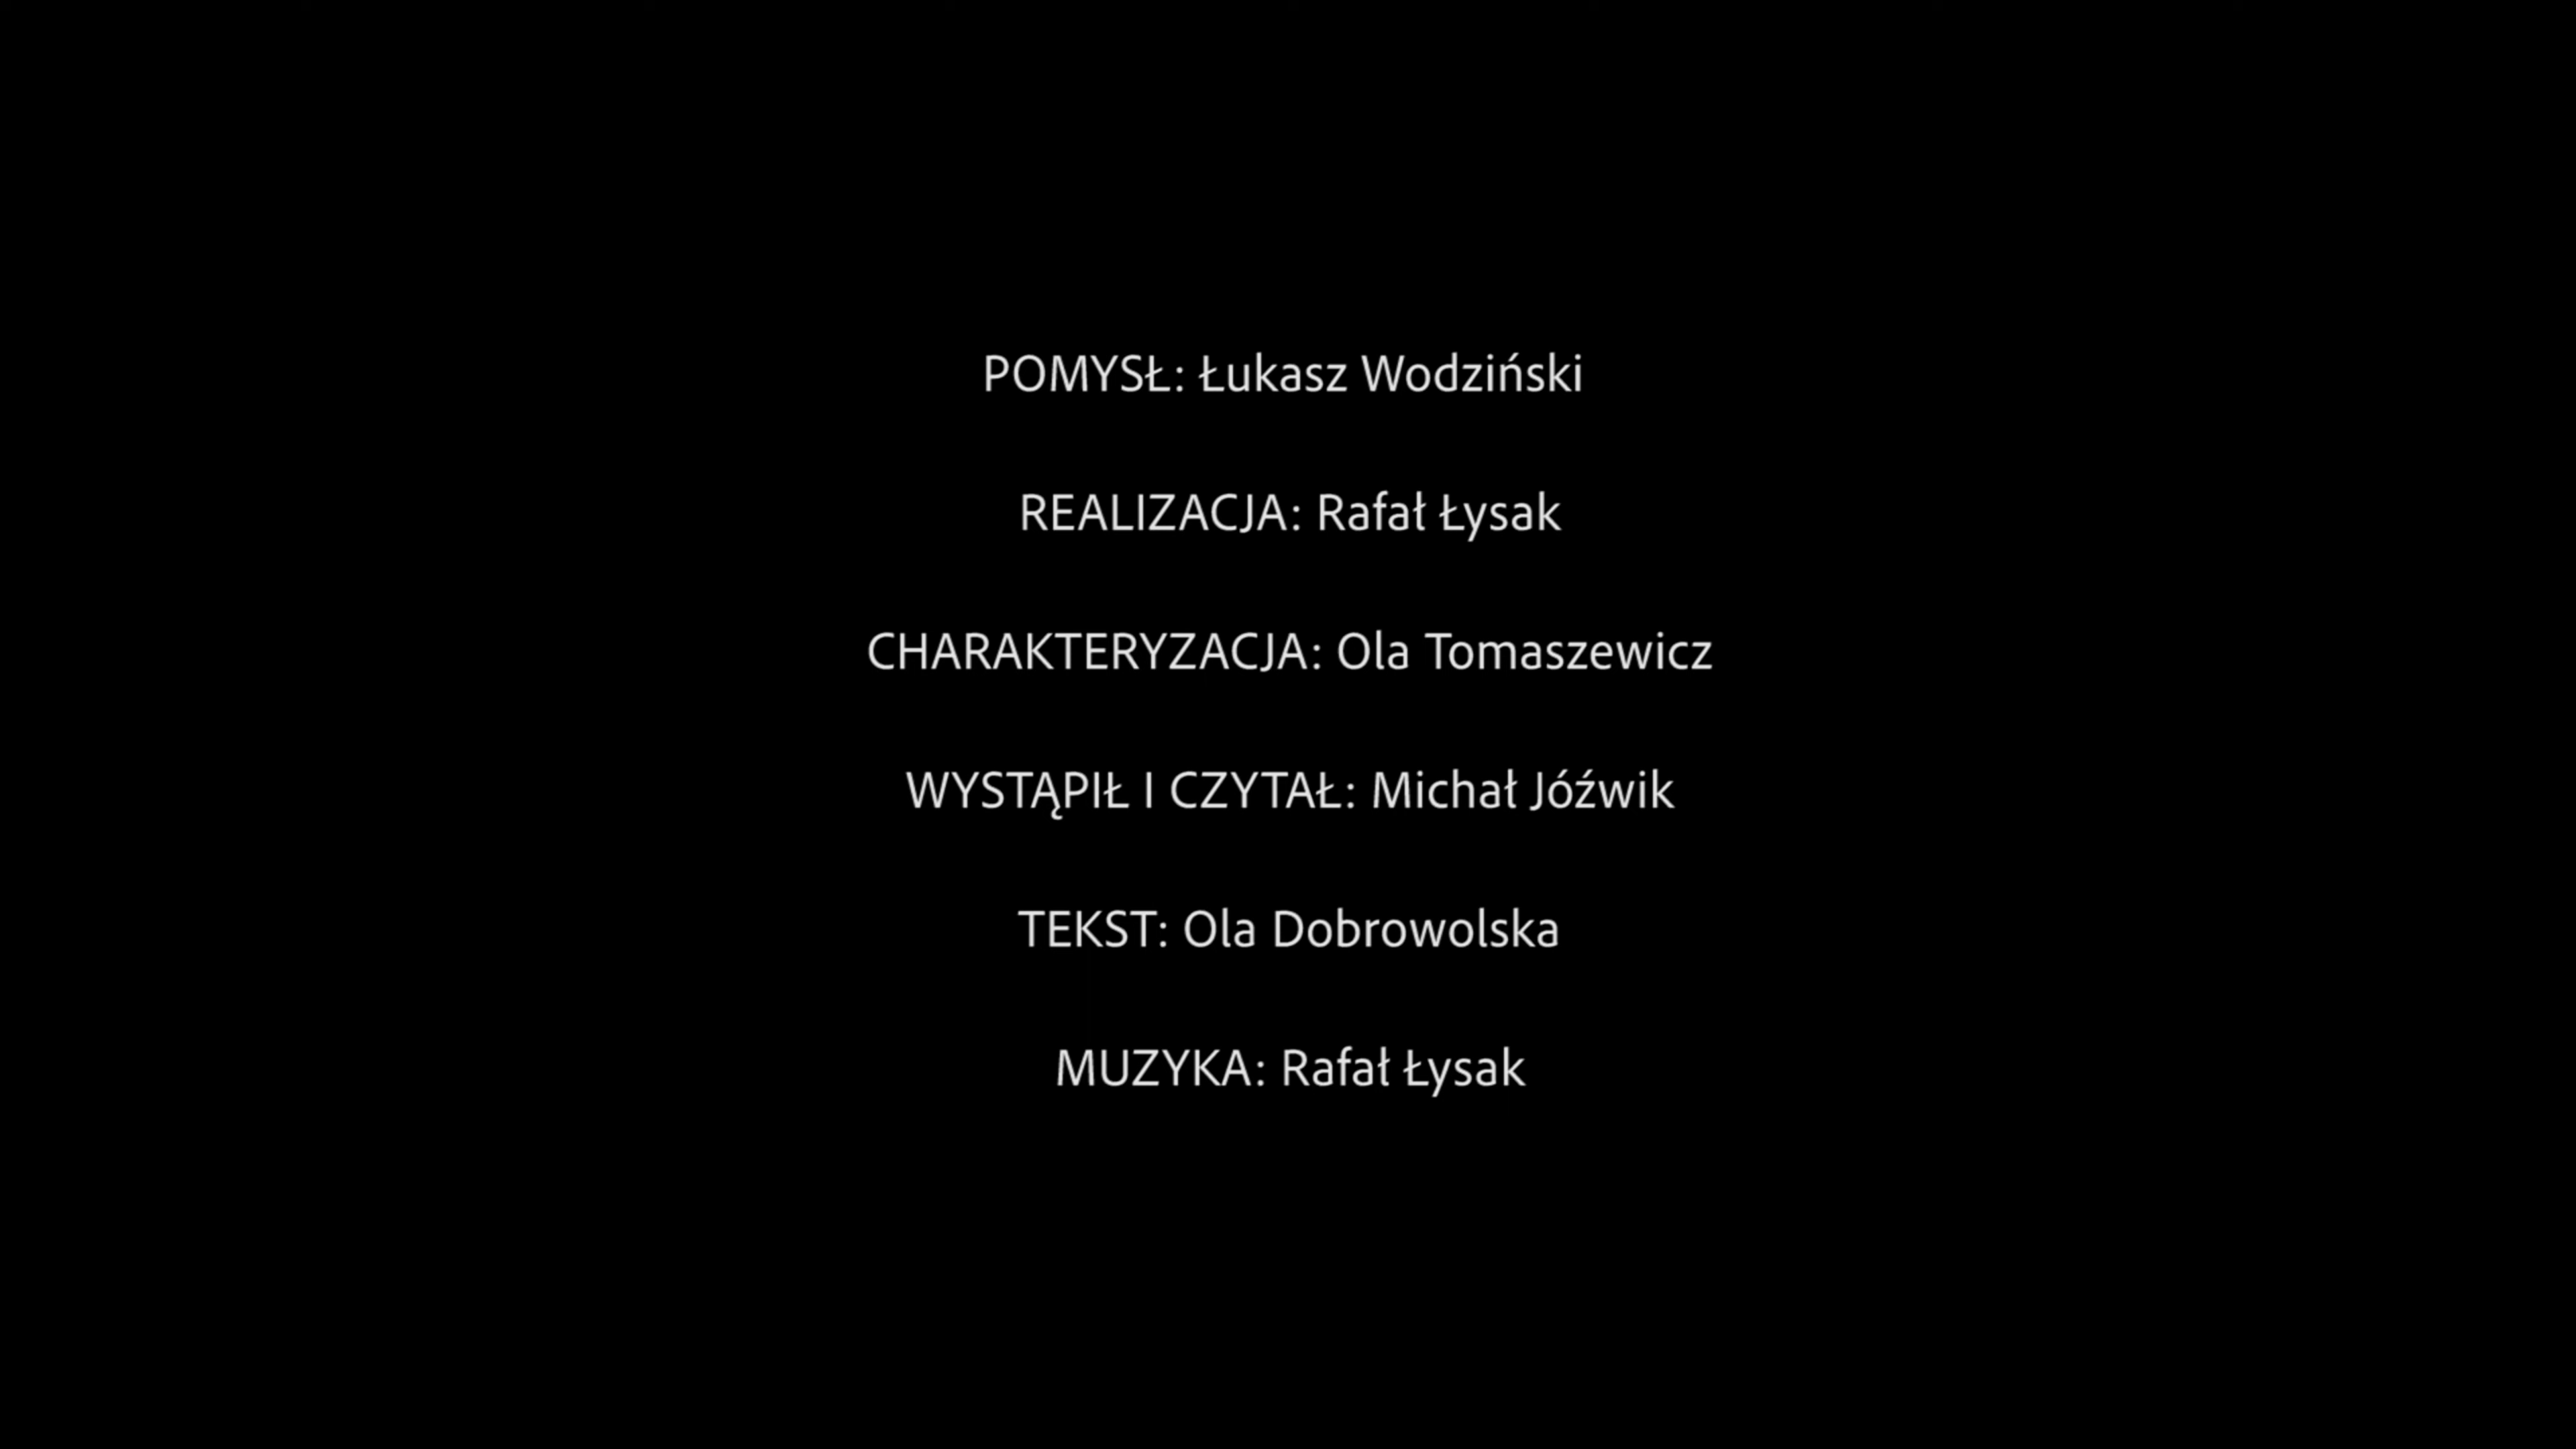 POMYSŁ: Łukasz Wodziński
REALIZACJA: Rafał Łysak
CHARAKTERYZACJA: Ola Tomaszewicz
WYSTĄPIŁ I CZYTAŁ: Michał Jóźwik
TEKST: Ola Dobrowolska
MUZYKA: Rafał Łysak